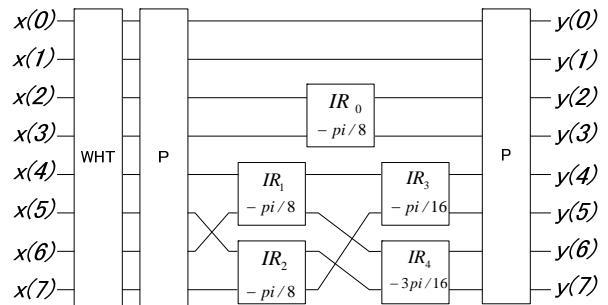 x(0) y(0)
x(1) y(1)
x(2) IR₀ y(2)
x(3) - pi/8 y(3)
WHT P P
x(4) IR₁ IR₃ y(4)
x(5) - pi/8 - pi/16 y(5)
x(6) IR₂ IR₄ y(6)
x(7) - pi/8 -3pi/16 y(7)